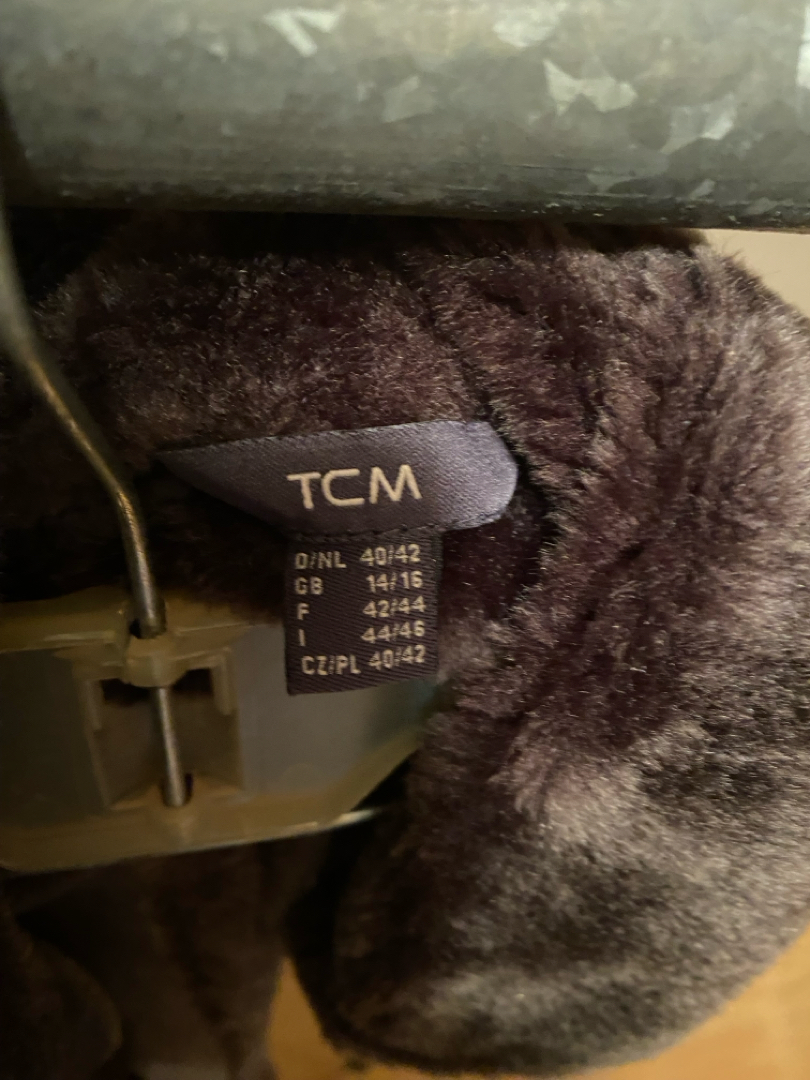 TCM
D/NL 40/42
GB 14/16
F 42/44
I 44/46
CZ/PL 40/42